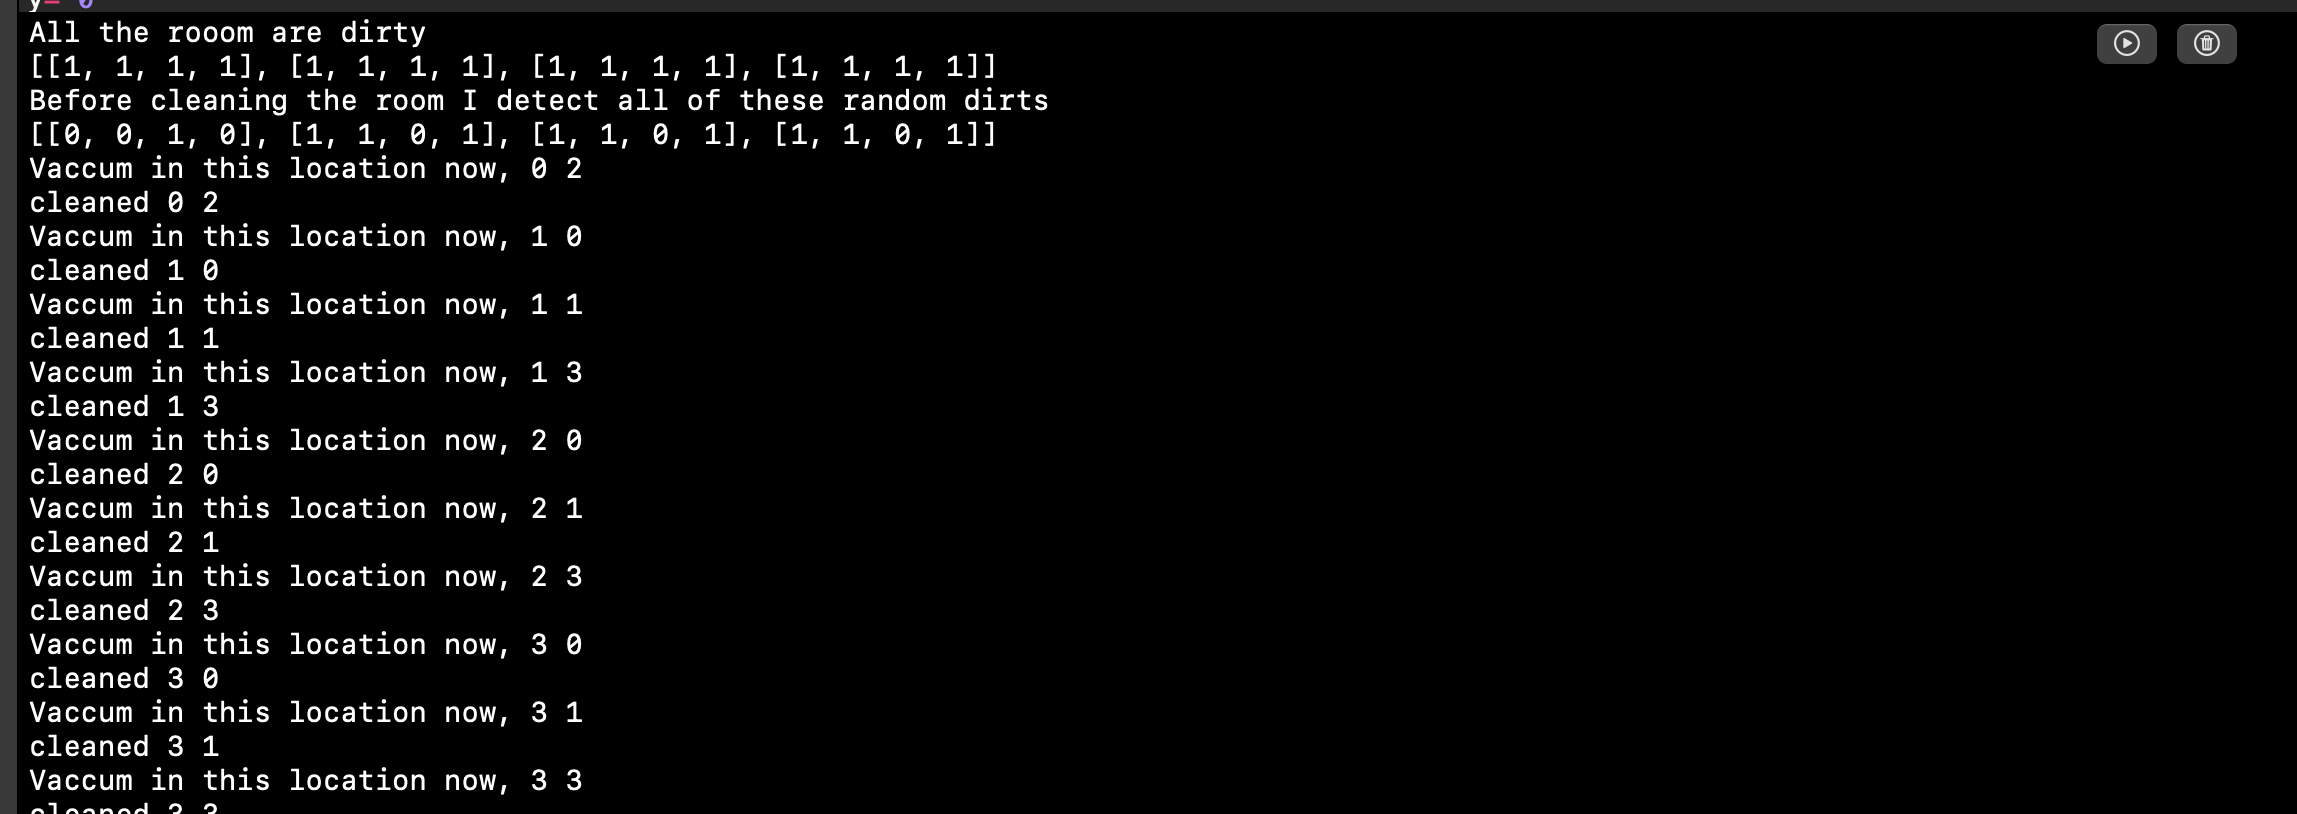 y= 0
All the rooom are dirty
[[1, 1, 1, 1], [1, 1, 1, 1], [1, 1, 1, 1], [1, 1, 1, 1]]
Before cleaning the room I detect all of these random dirts
[[0, 0, 1, 0], [1, 1, 0, 1], [1, 1, 0, 1], [1, 1, 0, 1]]
Vaccum in this location now, 0 2
cleaned 0 2
Vaccum in this location now, 1 0
cleaned 1 0
Vaccum in this location now, 1 1
cleaned 1 1
Vaccum in this location now, 1 3
cleaned 1 3
Vaccum in this location now, 2 0
cleaned 2 0
Vaccum in this location now, 2 1
cleaned 2 1
Vaccum in this location now, 2 3
cleaned 2 3
Vaccum in this location now, 3 0
cleaned 3 0
Vaccum in this location now, 3 1
cleaned 3 1
Vaccum in this location now, 3 3
cleaned 3 3